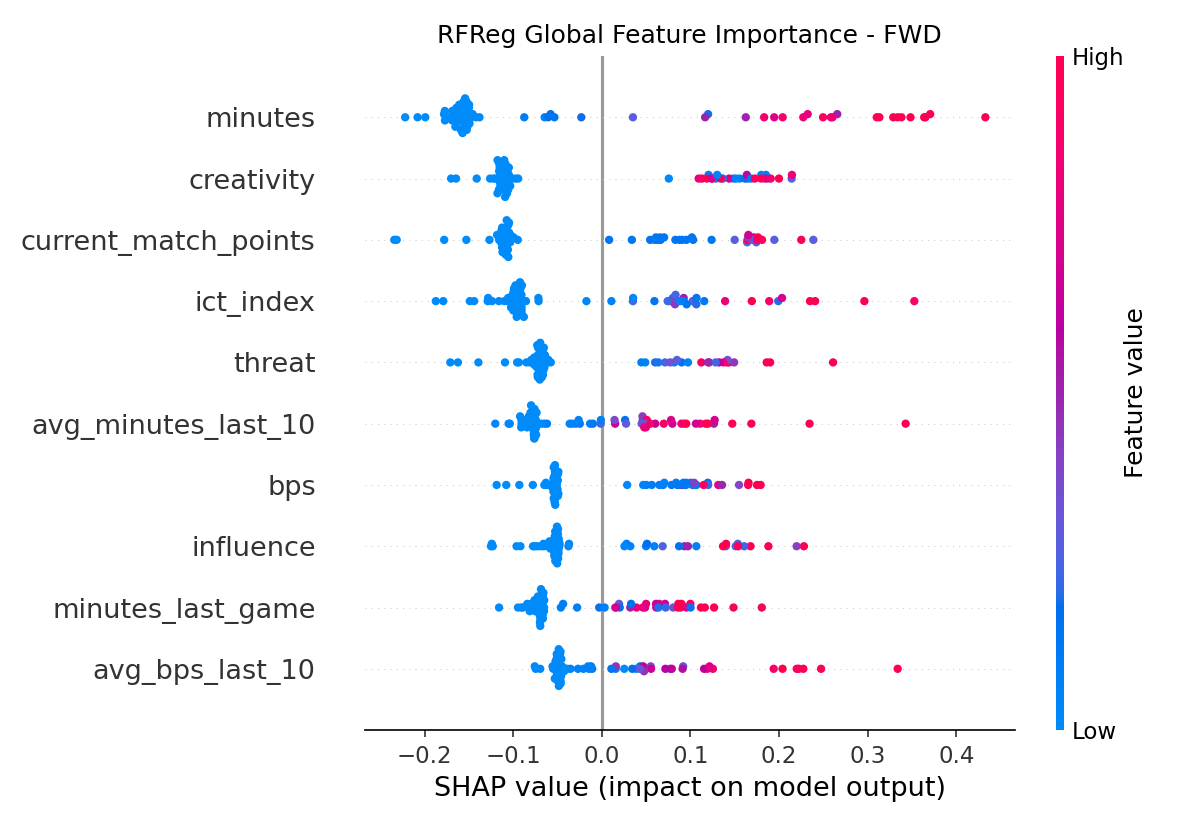 RFReg Global Feature Importance - FWD
High
minutes
creativity
current_match_points
ict_index
threat
avg_minutes_last_10
bps
influence
minutes_last_game
avg_bps_last_10
Feature value
Low
−0.2 −0.1 0.0 0.1 0.2 0.3 0.4
SHAP value (impact on model output)